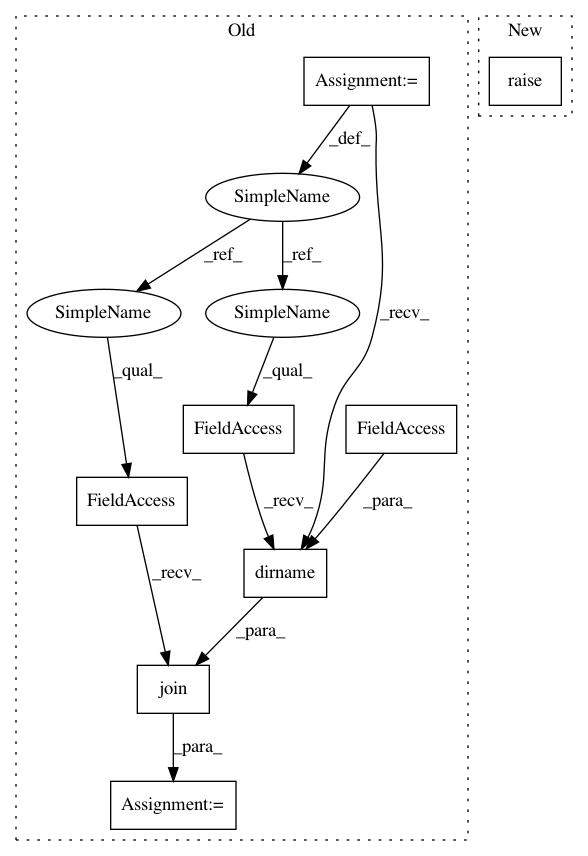 Old
New
Assignment:=
raise
_def_
SimpleName
_ref_
_ref_
SimpleName
SimpleName
_recv_
_qual_
_qual_
FieldAccess
FieldAccess
FieldAccess
_recv_
_para_
_recv_
dirname
_para_
join
_para_
Assignment:=